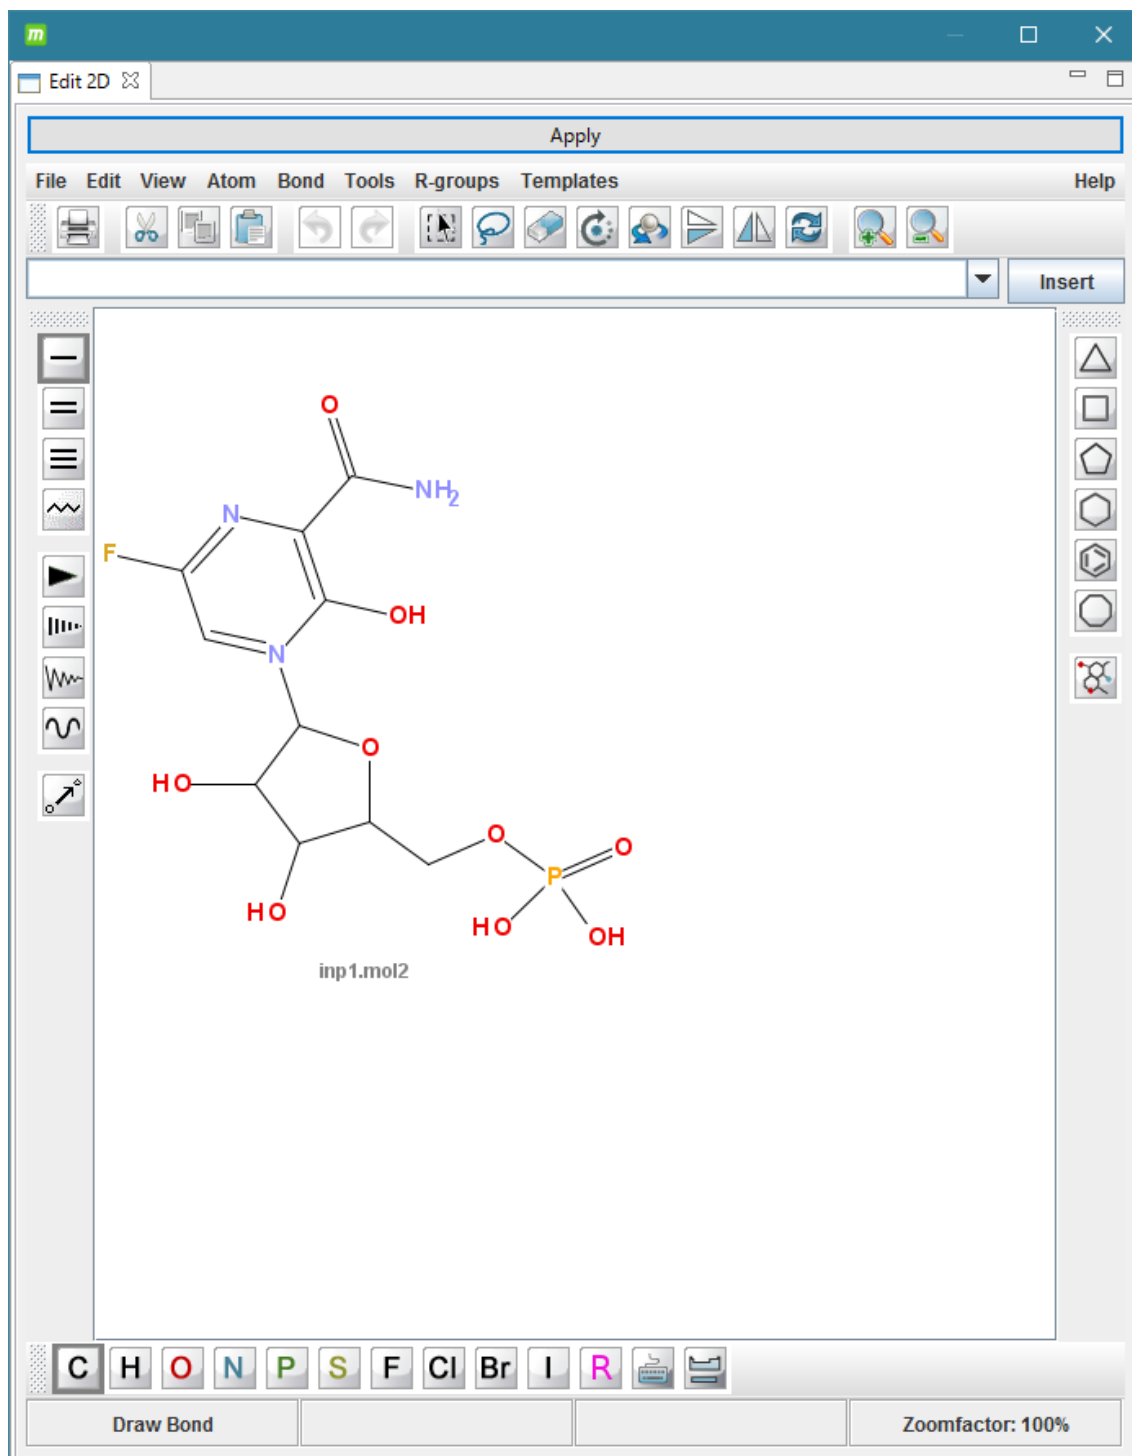 m
Edit 2D
Apply
File Edit View Atom Bond Tools R-groups Templates Help
Insert
O
NH2
N
F
OH
N
O
HO
O
O
P
HO
HO
OH
inp1.mol2
C H O N P S F Cl Br I R
Draw Bond Zoomfactor: 100%